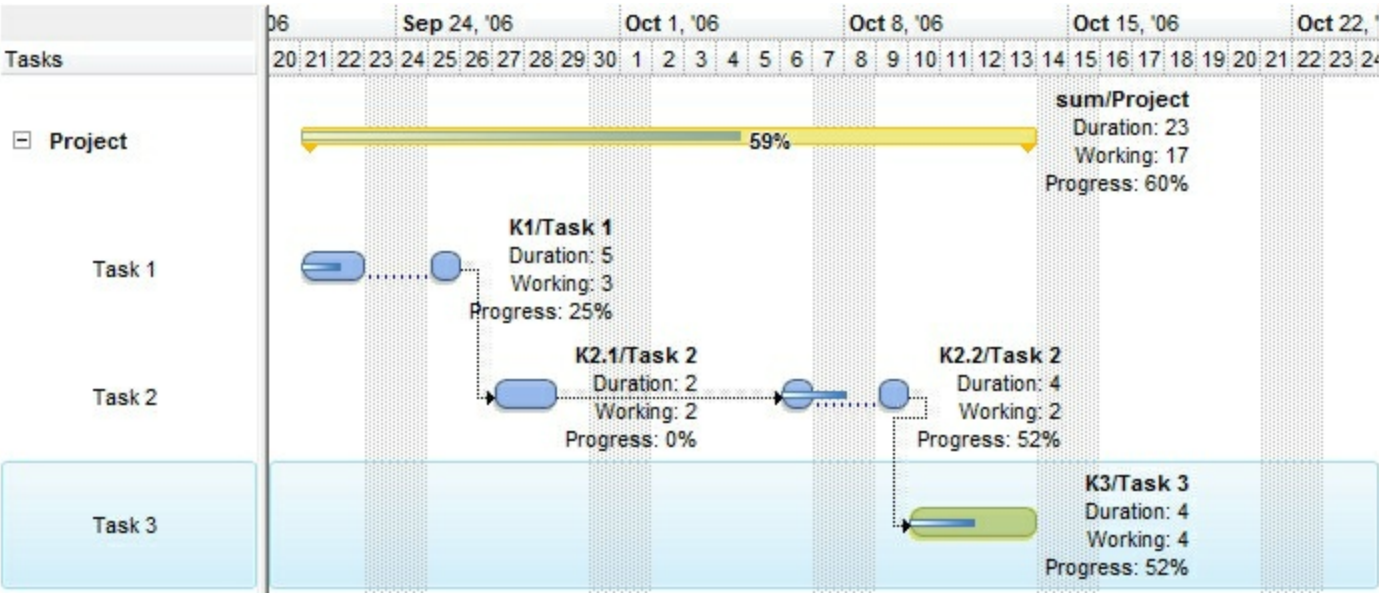 06 Sep 24, '06 Oct 1, '06 Oct 8, '06 Oct 15, '06 Oct 22, '
Tasks 20 21 22 23 24 25 26 27 28 29 30 1 2 3 4 5 6 7 8 9 10 11 12 13 14 15 16 17 18 19 20 21 22 23 24
sum/Project
Project 59% Duration: 23
Working: 17
Progress: 60%
K1/Task 1
Duration: 5
Task 1
Working: 3
Progress: 25%
K2.1/Task 2 K2.2/Task 2
Duration: 2 Duration: 4
Task 2
Working: 2 Working: 2
Progress: 0% Progress: 52%
K3/Task 3
Duration: 4
Task 3
Working: 4
Progress: 52%